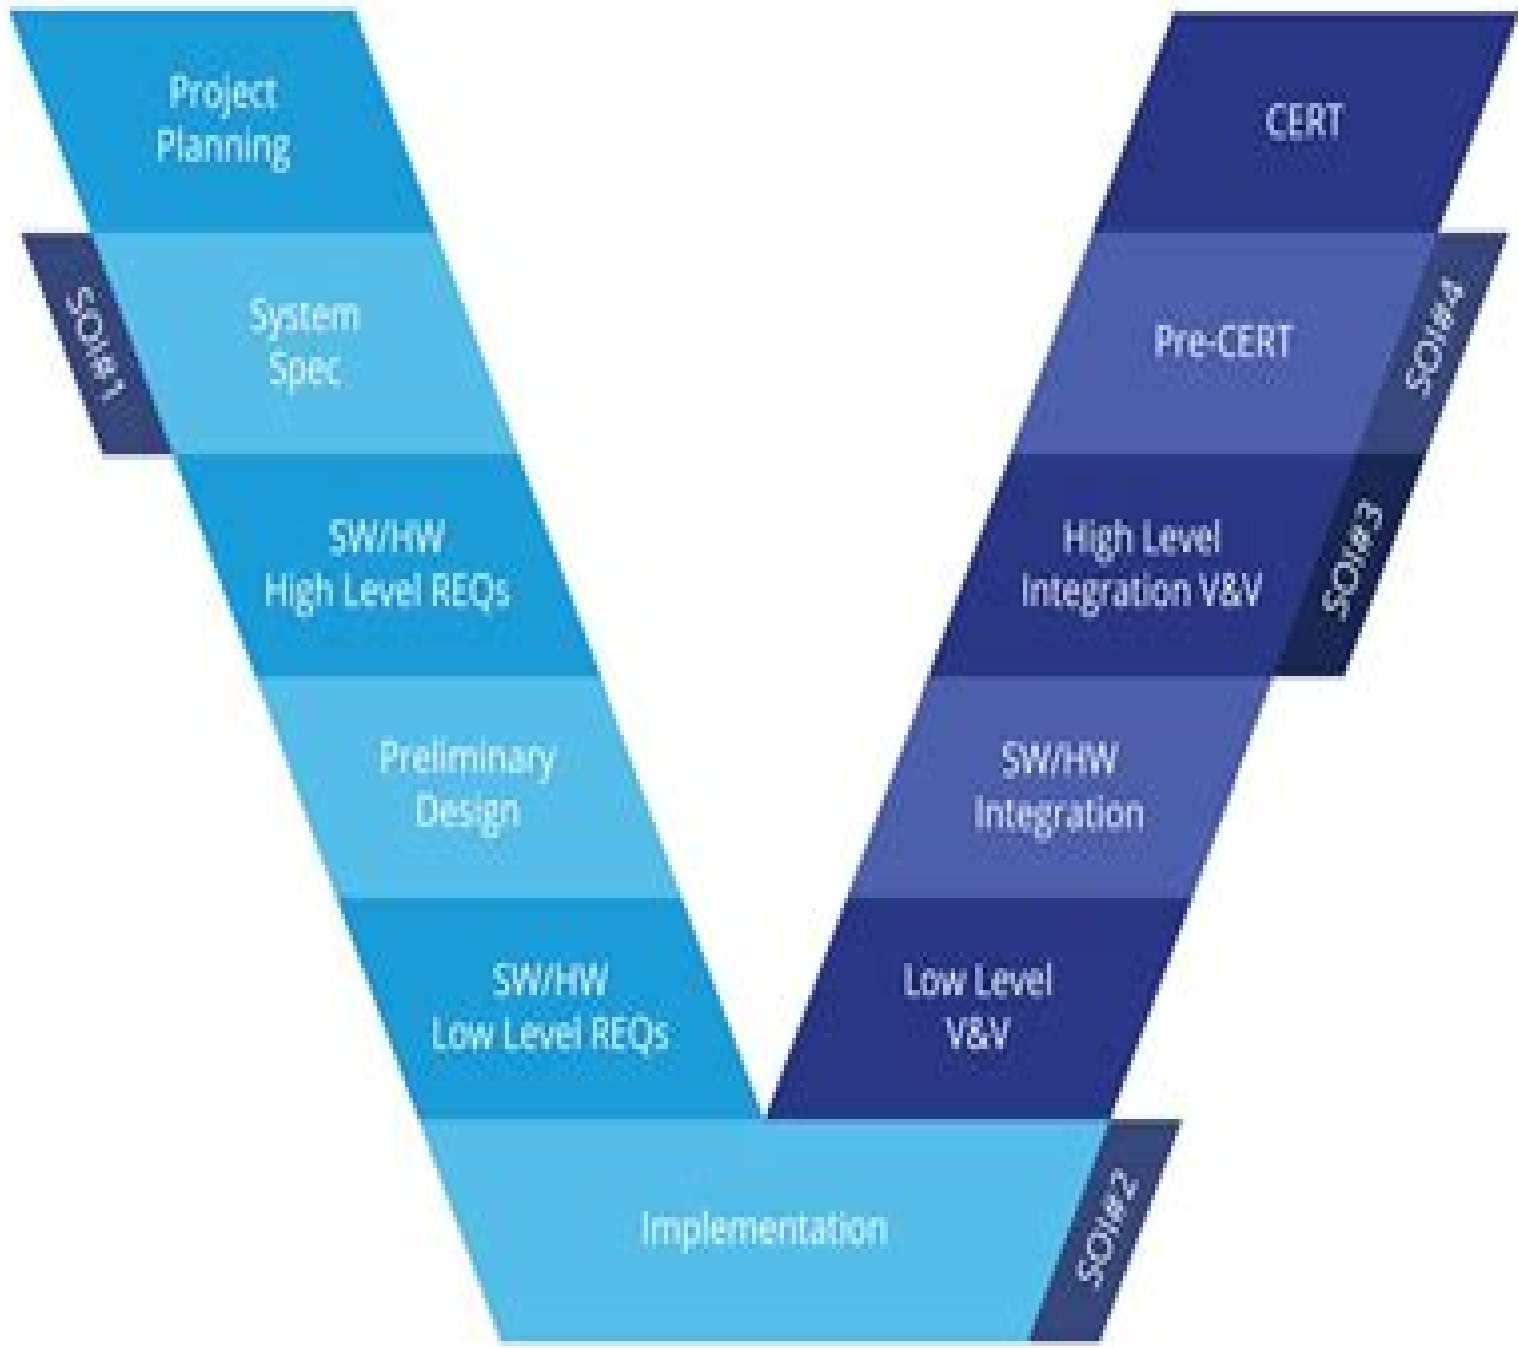 Project
Planning
SOI#1
System
Spec
SW/HW
High Level REQs
Preliminary
Design
SW/HW
Low Level REQs
Implementation
SOI#2
Low Level
V&V
SW/HW
Integration
High Level
Integration V&V
SOI#3
Pre-CERT
SOI#4
CERT